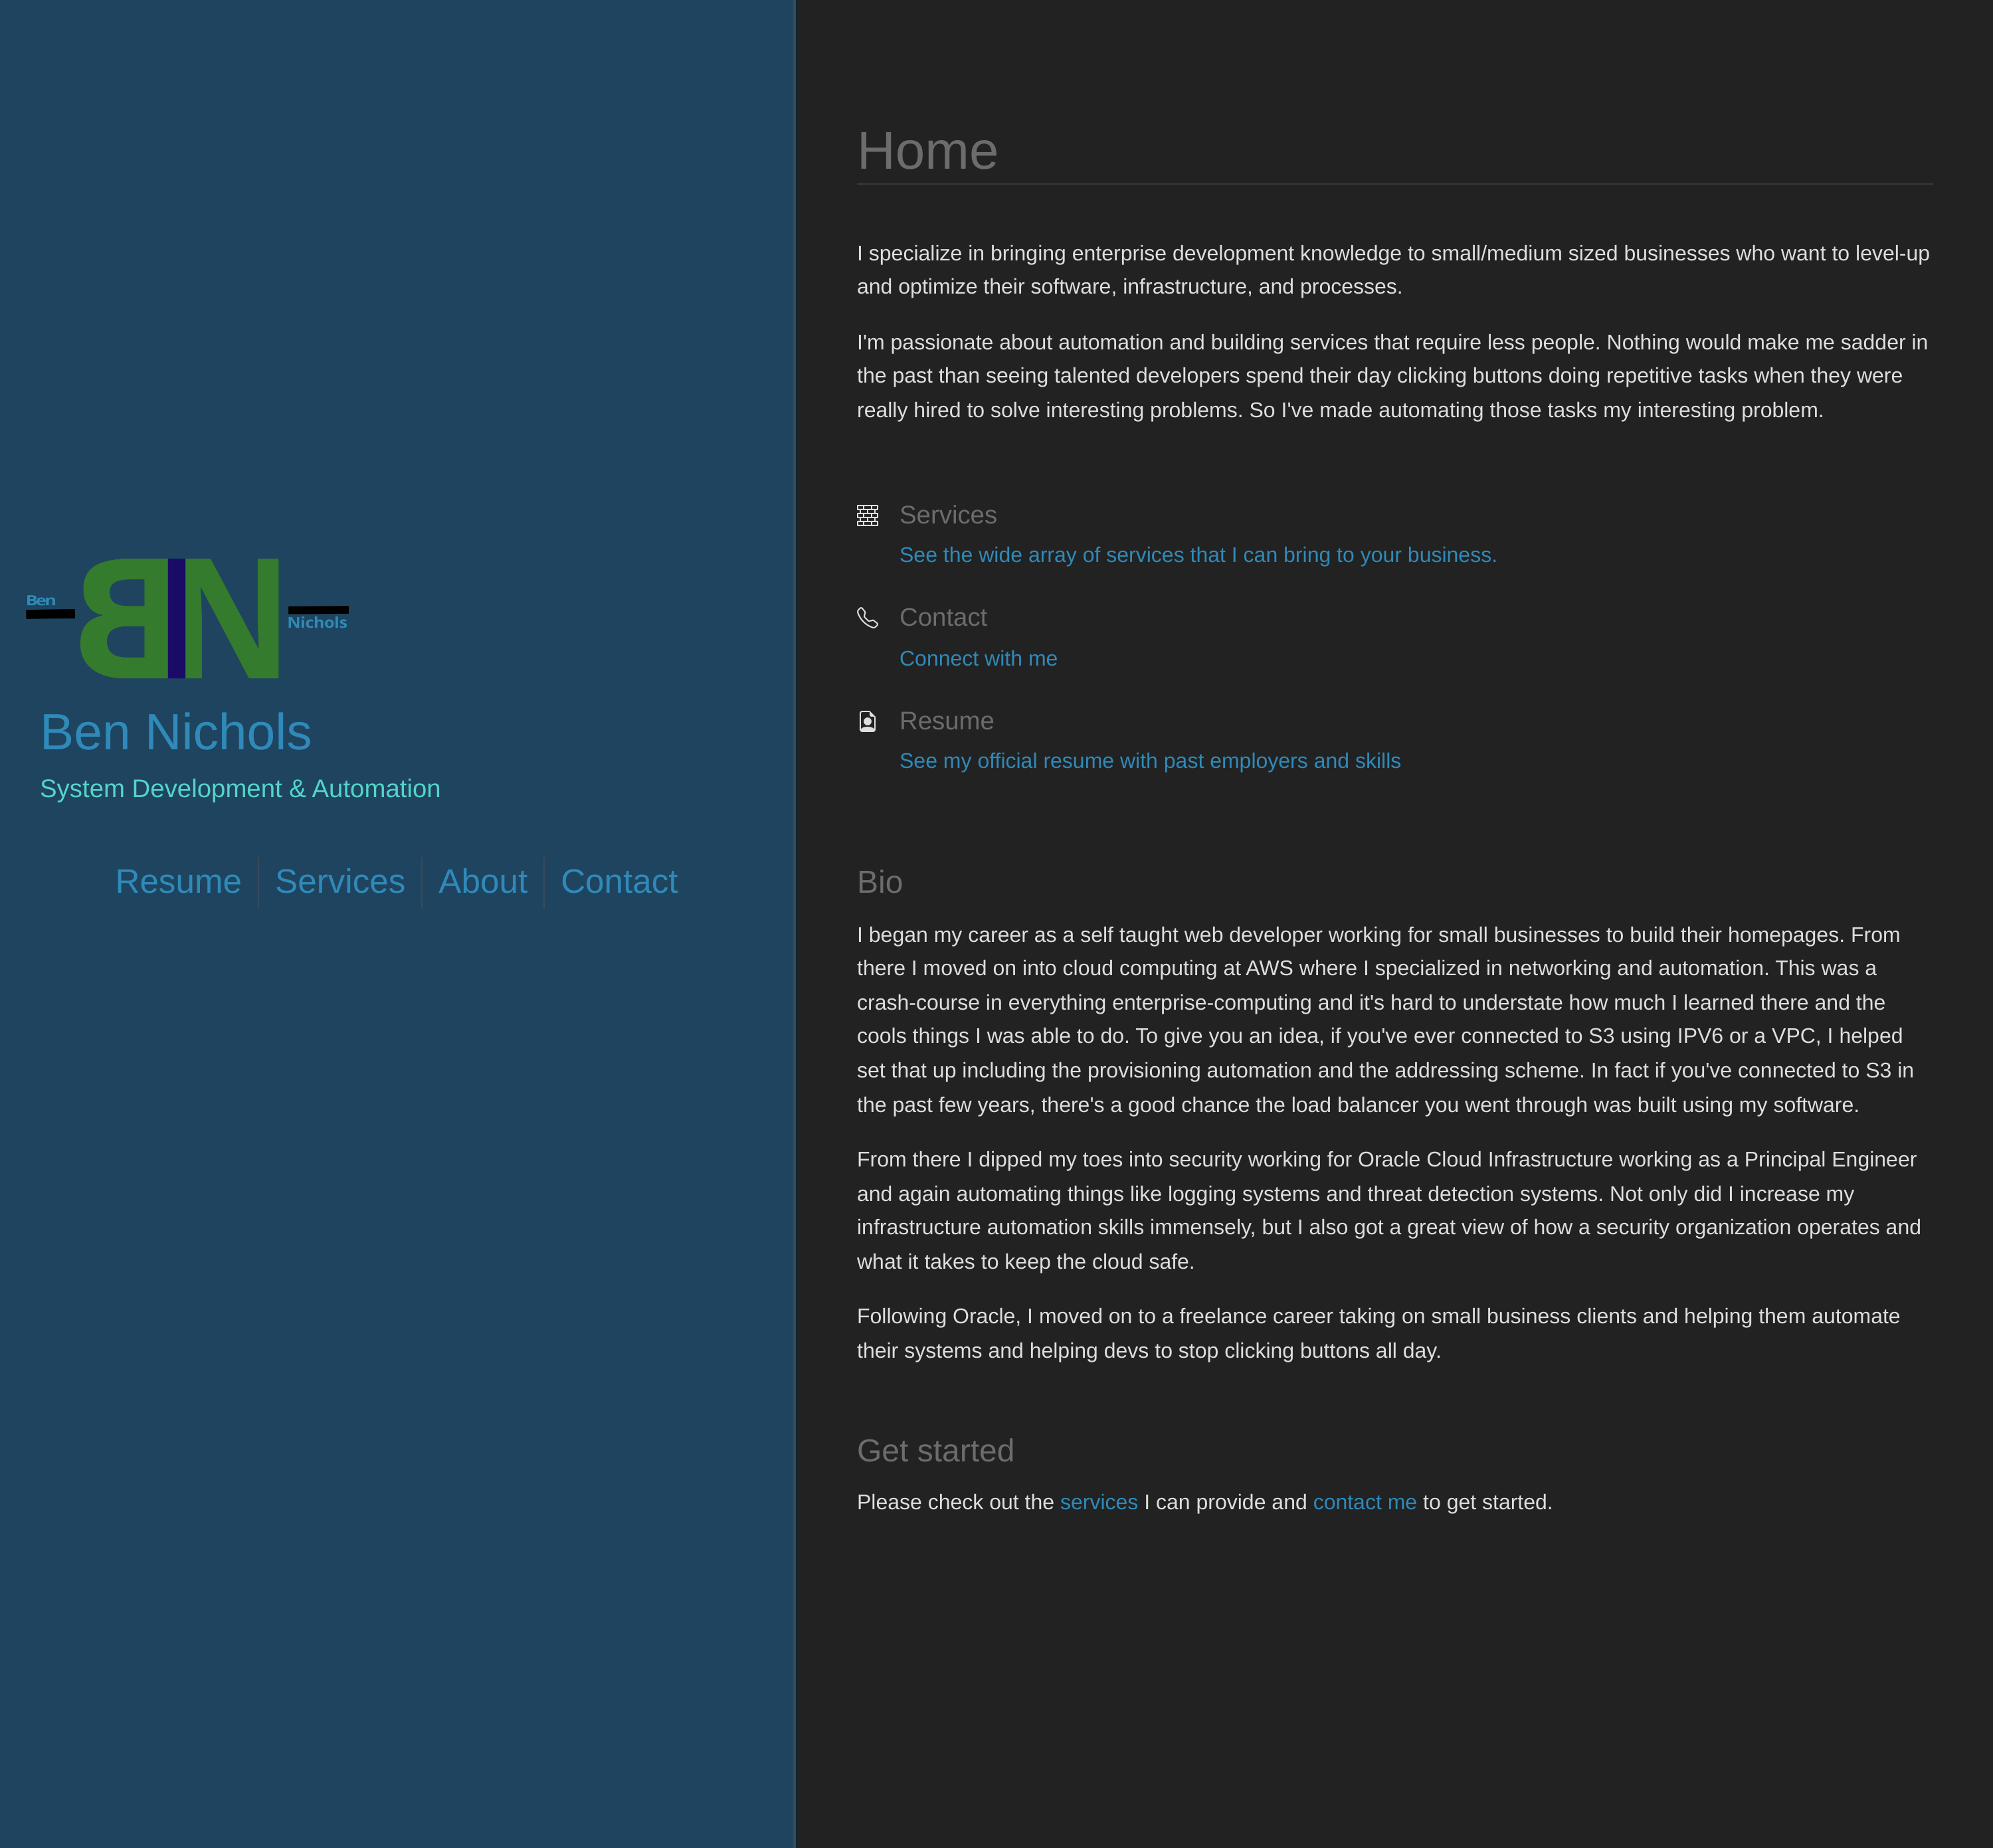 Ben
BN
Nichols
Ben Nichols
System Development & Automation
Resume
Services
About
Contact
Home
I specialize in bringing enterprise development knowledge to small/medium sized businesses who want to level-up
and optimize their software, infrastructure, and processes.
I'm passionate about automation and building services that require less people. Nothing would make me sadder in
the past than seeing talented developers spend their day clicking buttons doing repetitive tasks when they were
really hired to solve interesting problems. So I've made automating those tasks my interesting problem.
Services
See the wide array of services that I can bring to your business.
Contact
Connect with me
Resume
See my official resume with past employers and skills
Bio
I began my career as a self taught web developer working for small businesses to build their homepages. From
there I moved on into cloud computing at AWS where I specialized in networking and automation. This was a
crash-course in everything enterprise-computing and it's hard to understate how much I learned there and the
cools things I was able to do. To give you an idea, if you've ever connected to S3 using IPV6 or a VPC, I helped
set that up including the provisioning automation and the addressing scheme. In fact if you've connected to S3 in
the past few years, there's a good chance the load balancer you went through was built using my software.
From there I dipped my toes into security working for Oracle Cloud Infrastructure working as a Principal Engineer
and again automating things like logging systems and threat detection systems. Not only did I increase my
infrastructure automation skills immensely, but I also got a great view of how a security organization operates and
what it takes to keep the cloud safe.
Following Oracle, I moved on to a freelance career taking on small business clients and helping them automate
their systems and helping devs to stop clicking buttons all day.
Get started
Please check out the services I can provide and contact me to get started.